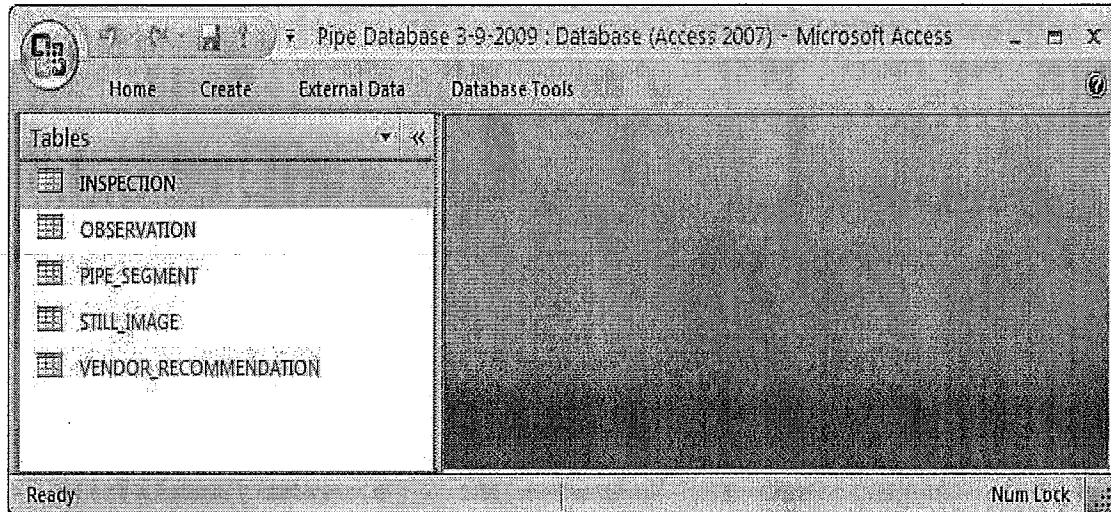 Pipe Database 3-9-2009 : Database (Access 2007) - Microsoft Access
Home Create External Data Database Tools
Tables
INSPECTION
OBSERVATION
PIPE_SEGMENT
STILL_IMAGE
VENDOR_RECOMMENDATION
Ready Num Lock